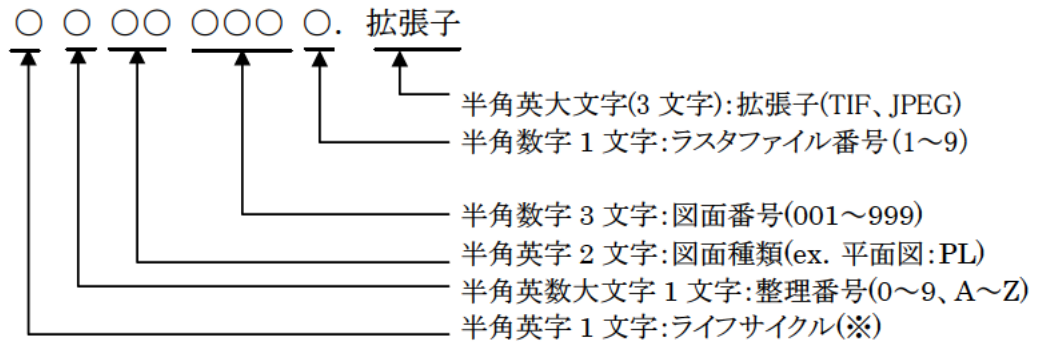 ○ ○ ○○ ○○○ ○. 拡張子
半角英大文字(3 文字):拡張子(TIF、JPEG)
半角数字 1 文字:ラスタファイル番号(1～9)
半角数字 3 文字:図面番号(001～999)
半角英字 2 文字:図面種類(ex. 平面図:PL)
半角英数大文字 1 文字:整理番号(0～9、A～Z)
半角英字 1 文字:ライフサイクル(※)